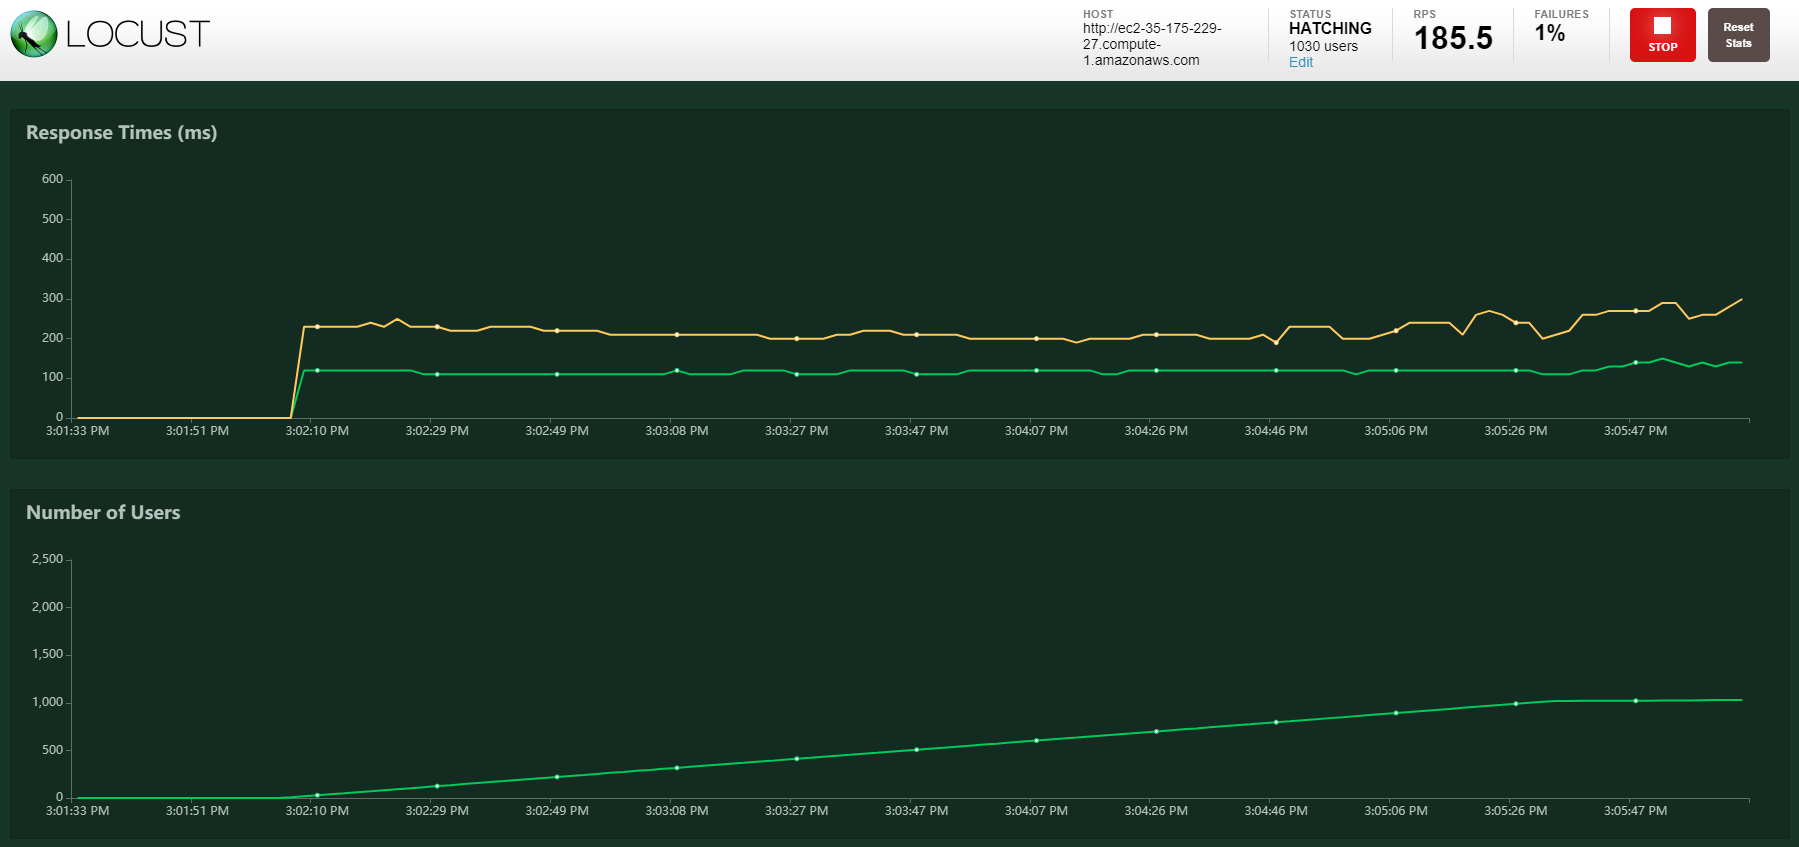 LOCUST
HOST
http://ec2-35-175-229-
27.compute-
1.amazonaws.com
STATUS
HATCHING
1030 users
Edit
RPS
185.5
FAILURES
1%
STOP
Reset
Stats
Response Times (ms)
600
500
400
300
200
100
0
3:01:33 PM 3:01:51 PM 3:02:10 PM 3:02:29 PM 3:02:49 PM 3:03:08 PM 3:03:27 PM 3:03:47 PM 3:04:07 PM 3:04:26 PM 3:04:46 PM 3:05:06 PM 3:05:26 PM 3:05:47 PM
Number of Users
2,500
2,000
1,500
1,000
500
0
3:01:33 PM 3:01:51 PM 3:02:10 PM 3:02:29 PM 3:02:49 PM 3:03:08 PM 3:03:27 PM 3:03:47 PM 3:04:07 PM 3:04:26 PM 3:04:46 PM 3:05:06 PM 3:05:26 PM 3:05:47 PM